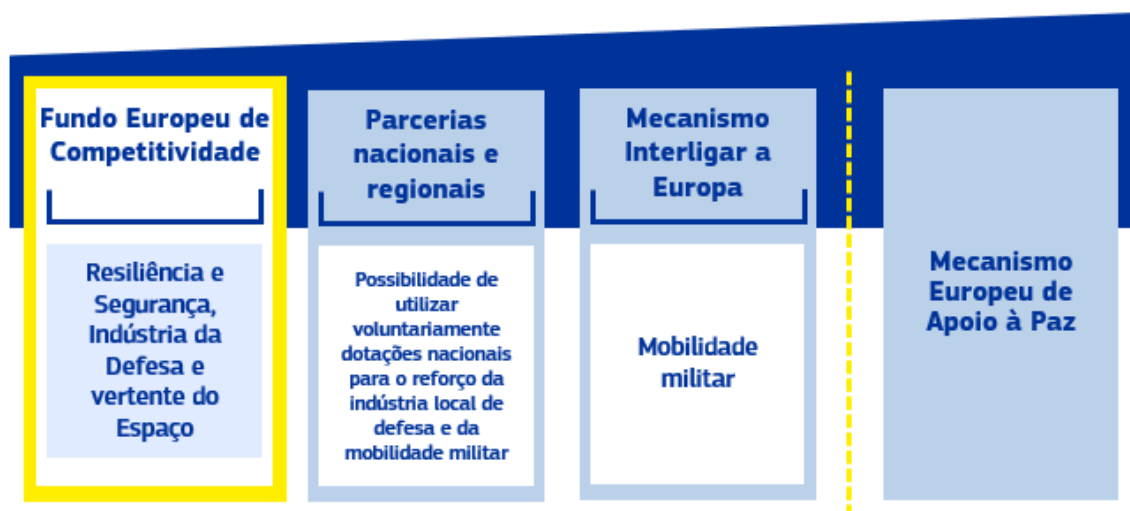 Fundo Europeu de
Competitividade
Resiliência e
Segurança,
Indústria da
Defesa e
vertente do
Espaço
Parcerias
nacionais e
regionais
Possibilidade de
utilizar
voluntariamente
dotações nacionais
para o reforço da
indústria local de
defesa e da
mobilidade militar
Mecanismo
Interligar a
Europa
Mobilidade
militar
Mecanismo
Europeu de
Apoio à Paz